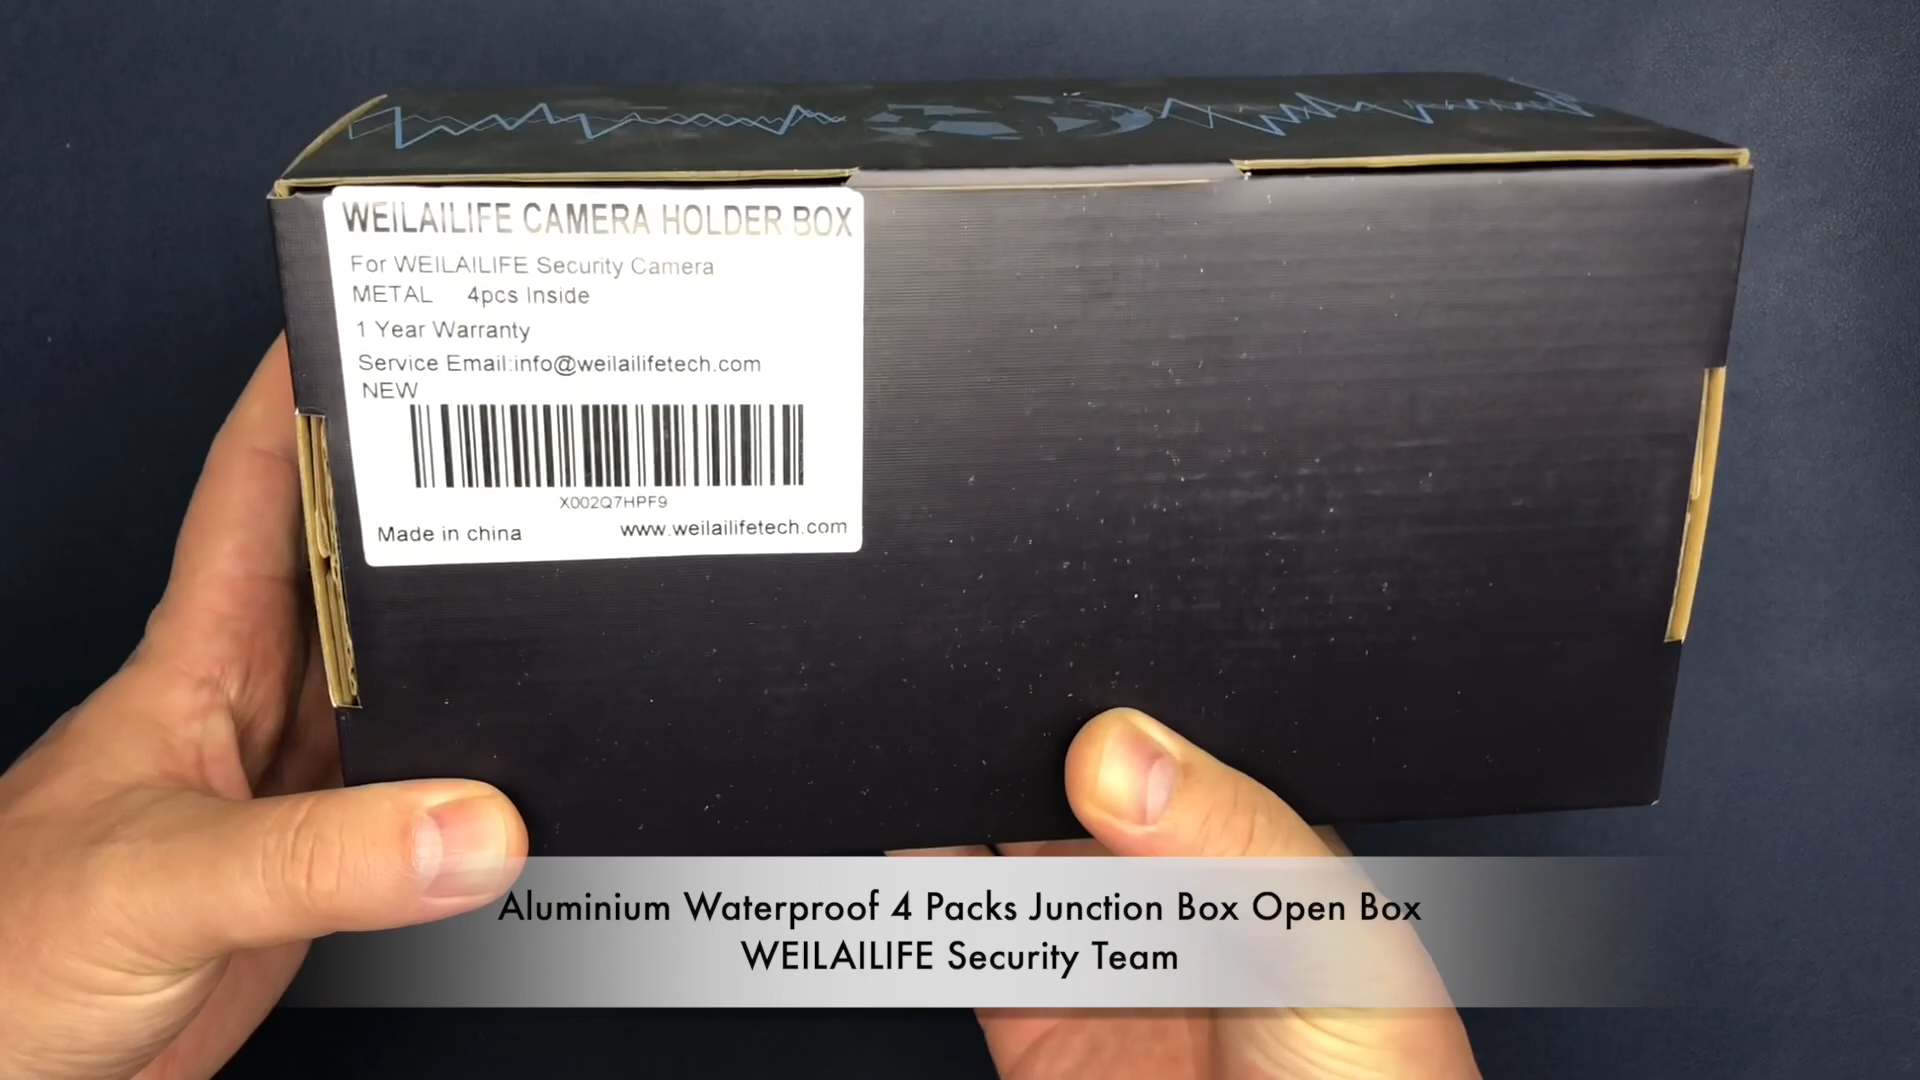 WEILAILIFE CAMERA HOLDER BOX
For WEILAILIFE Security Camera
METAL 4pcs Inside
1 Year Warranty
Service Email:info@weilailifetech.com
NEW
X002Q7HPF9
Made in china www.weilailifetech.com
Aluminium Waterproof 4 Packs Junction Box Open Box
WEILAILIFE Security Team